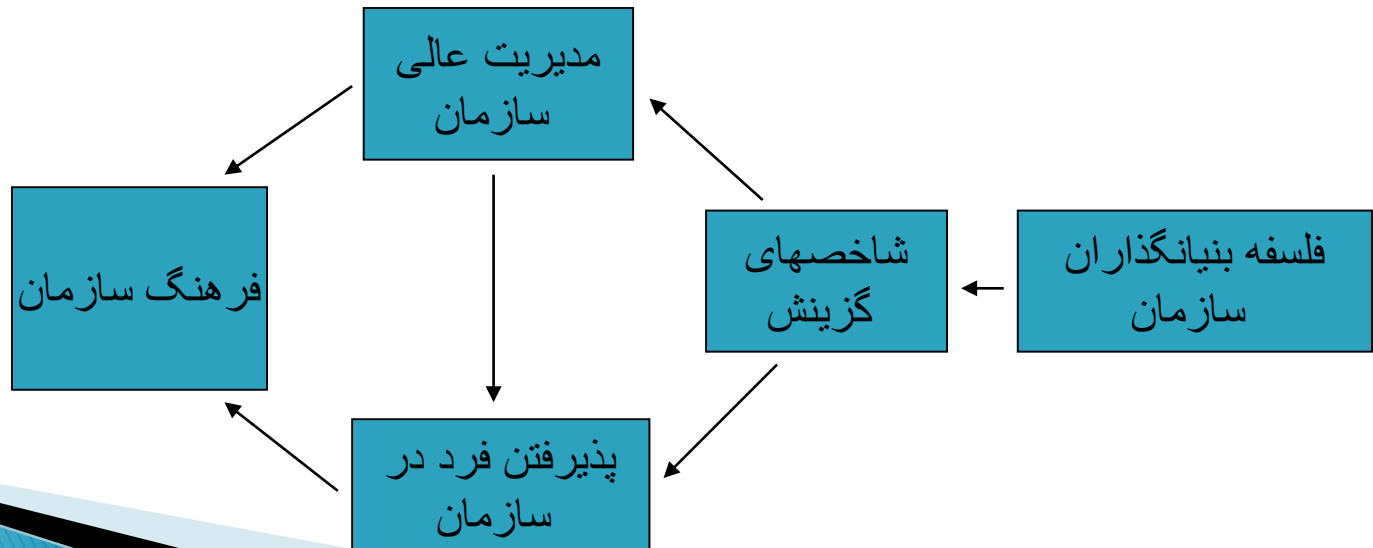 مدیریت عالی
سازمان
فلسفه بنیانگذاران
سازمان
شاخصهای
گزینش
فرهنگ سازمان
پذیرفتن فرد در
سازمان